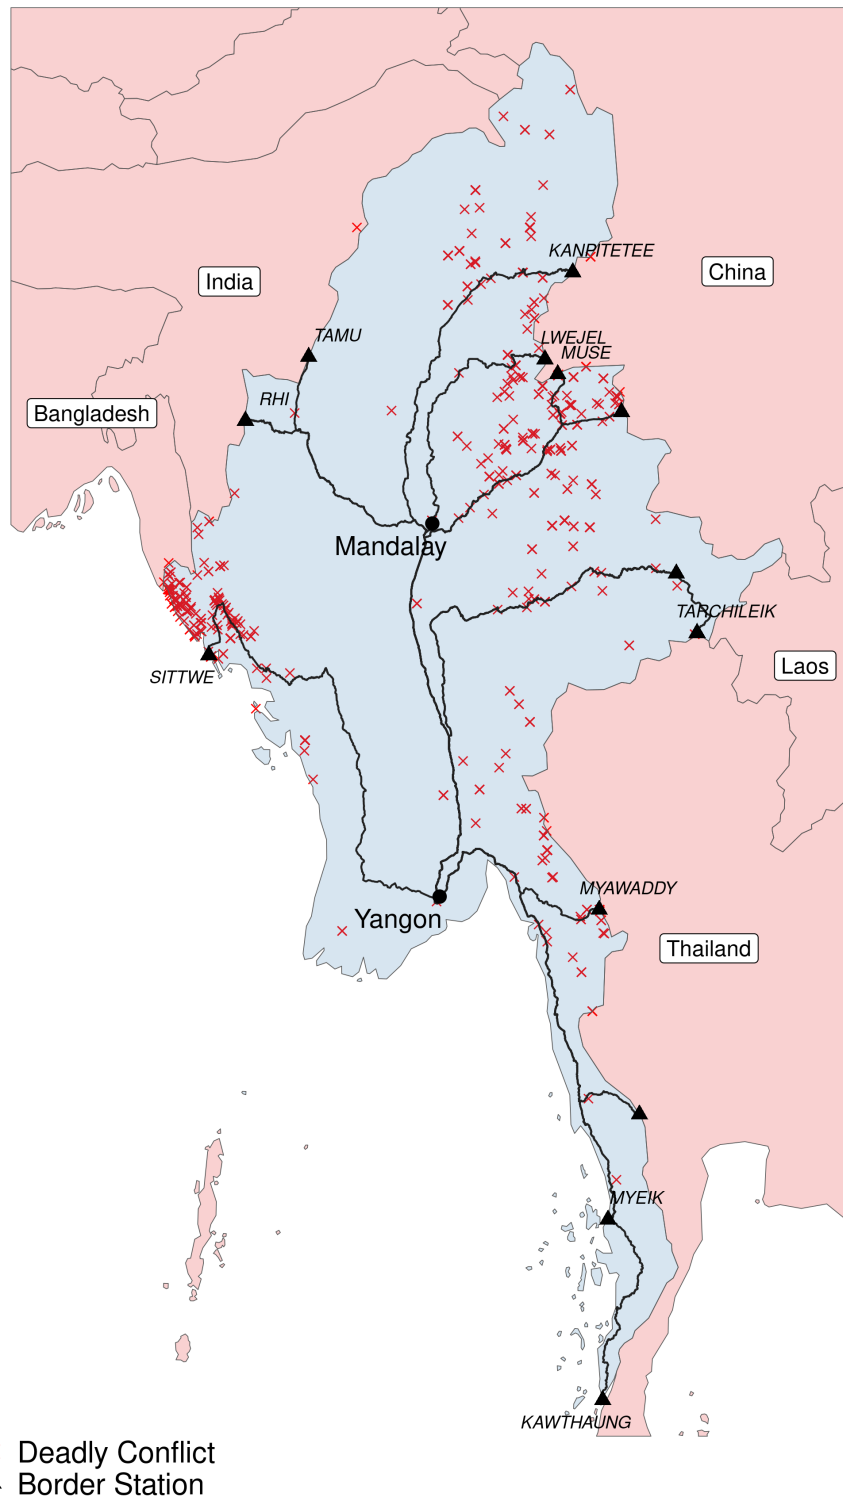 KANPITETEE
China
India
TAMU
LWEJEL
MUSE
RHI
Bangladesh
Mandalay
TARCHILEIK
Laos
SITTWE
MYAWADDY
Yangon
Thailand
MYEIK
KAWTHAUNG
Deadly Conflict
Border Station